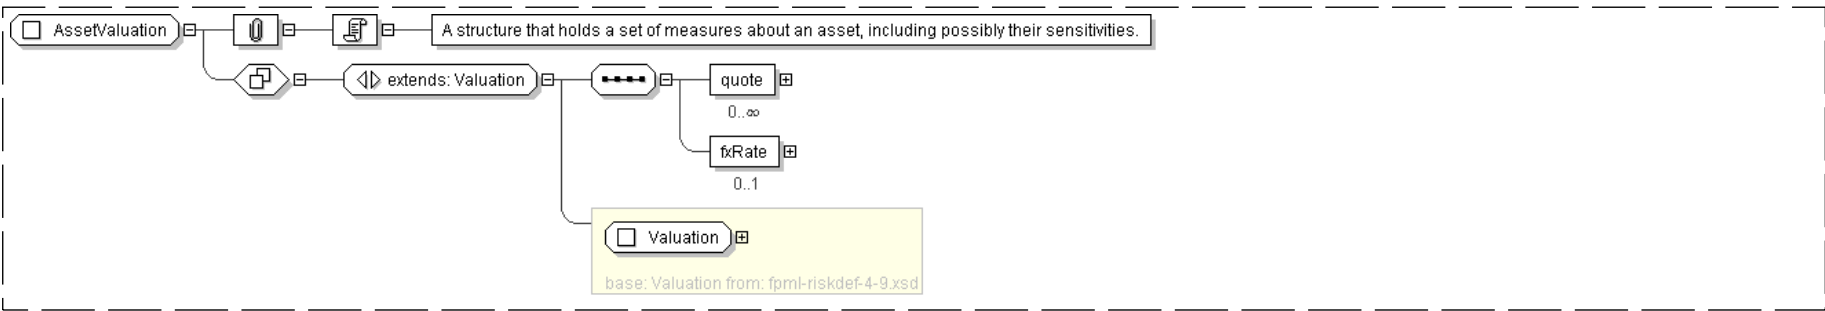 AssetValuation
A structure that holds a set of measures about an asset, including possibly their sensitivities.
extends: Valuation
quote
0..∞
fxRate
0..1
Valuation
base: Valuation from: fpml-riskdef-4-9.xsd